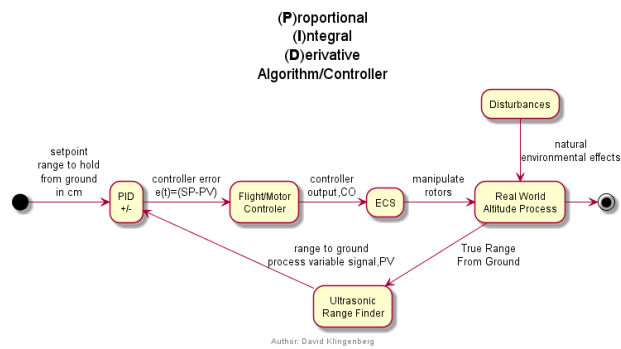 (P)roportional
(I)ntegral
(D)erivative
Algorithm/Controller
Disturbances
natural
environmental effects
setpoint
range to hold
from ground
in cm
PID
+/-
controller error
e(t)=(SP-PV)
Flight/Motor
Controler
controller
output,CO
ECS
manipulate
rotors
Real World
Altitude Process
range to ground
process variable signal,PV
True Range
From Ground
Ultrasonic
Range Finder
Author: David Klingenberg